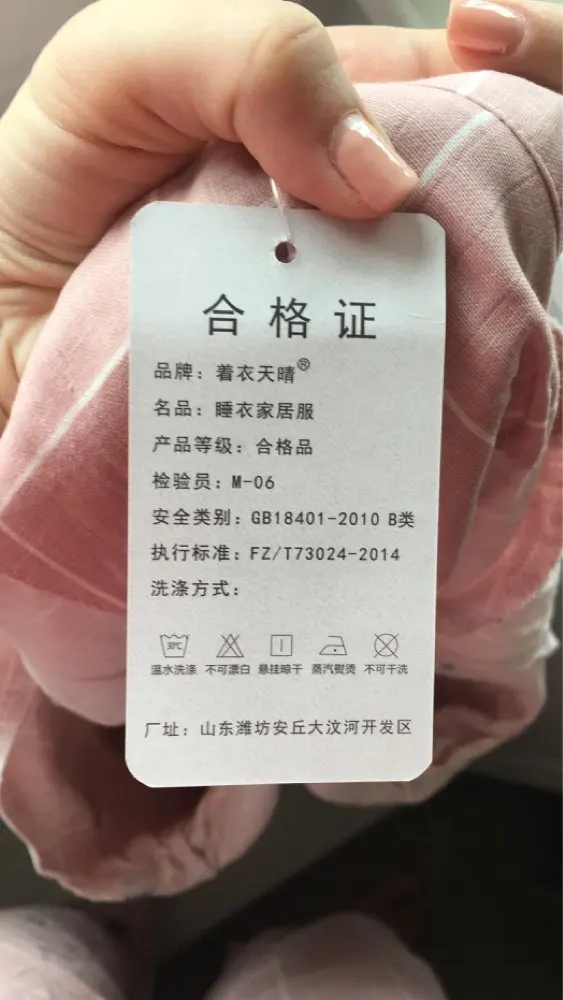 合格证
品牌：着衣天晴®
名品：睡衣家居服
产品等级：合格品
检验员：M-06
安全类别：GB18401-2010 B类
执行标准：FZ/T73024-2014
洗涤方式：
30℃
温水洗涤 不可漂白 悬挂晾干 蒸汽熨烫 不可干洗
厂址：山东潍坊安丘大汶河开发区